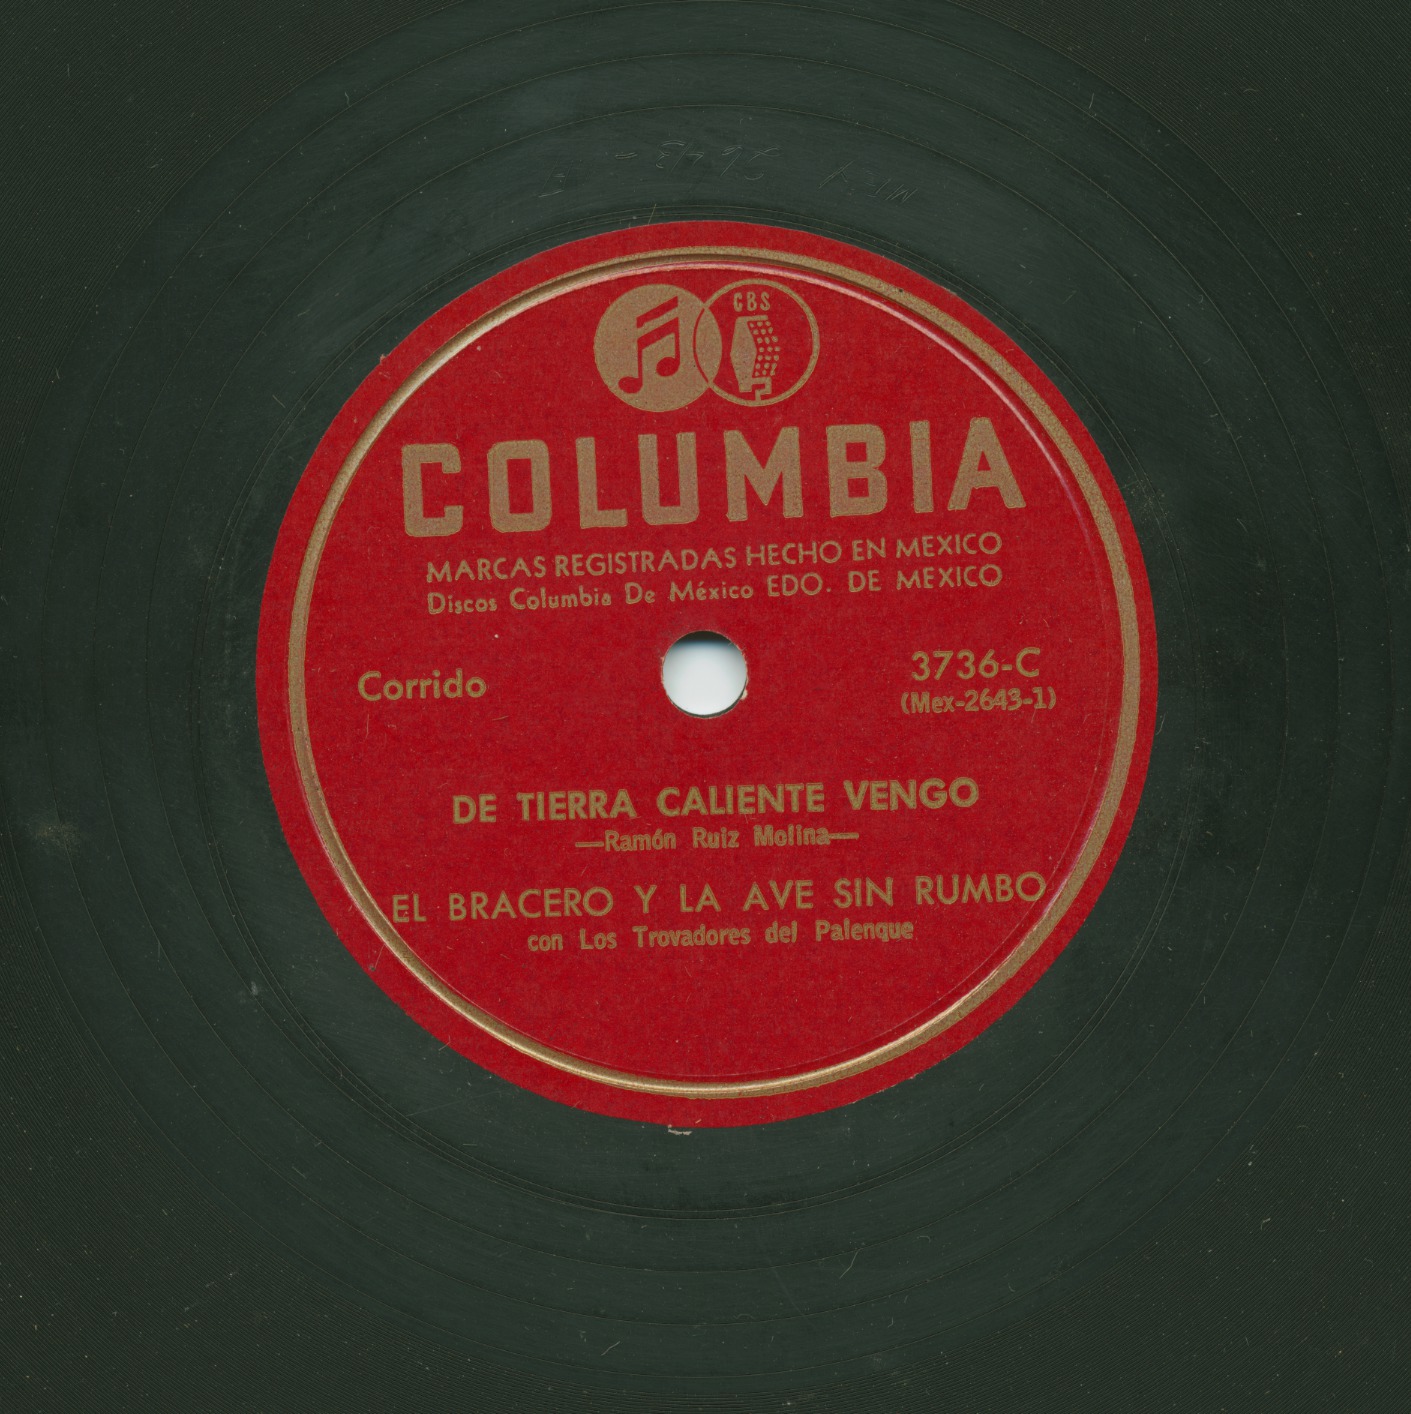 CBS
COLUMBIA
MARCAS REGISTRADAS HECHO EN MEXICO
Discos Columbia De México EDO. DE MEXICO
Corrido
3736-C
(Mex-2643-1)
DE TIERRA CALIENTE VENGO
—Ramón Ruiz Molina—
EL BRACERO Y LA AVE SIN RUMBO
con Los Trovadores del Palenque